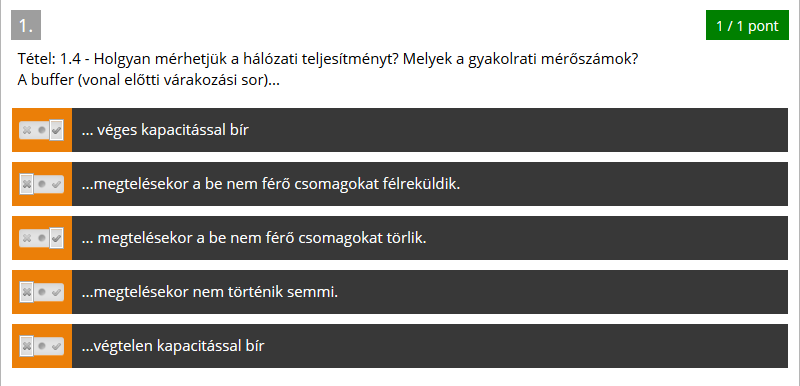 1.
1 / 1 pont
Tétel: 1.4 - Holgyan mérhetjük a hálózati teljesítményt? Melyek a gyakolrati mérőszámok?
A buffer (vonal előtti várakozási sor)...
... véges kapacitással bír
...megtelésekor a be nem férő csomagokat félreküldik.
... megtelésekor a be nem férő csomagokat törlik.
...megtelésekor nem történik semmi.
...végtelen kapacitással bír